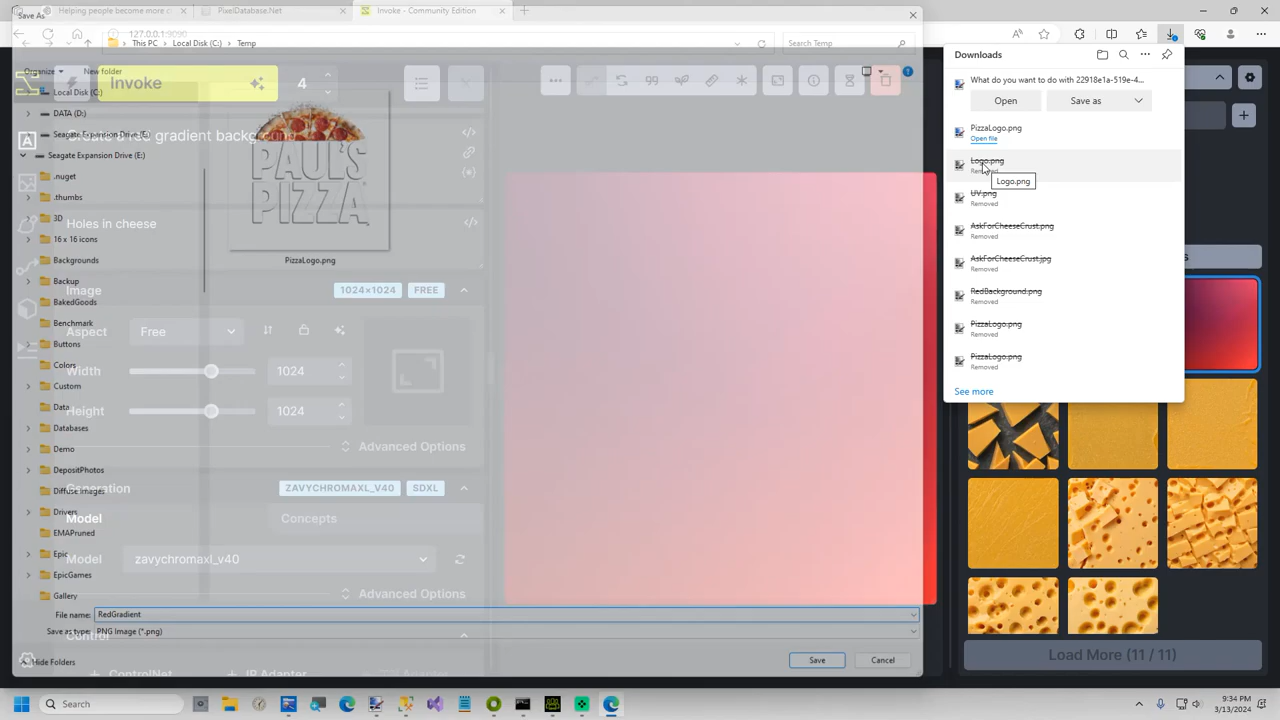 Save As
Helping people become more c
PixelDatabase.Net
Invoke - Community Edition
127.0.0.1:9090
This PC
Local Disk (C:)
Temp
Search Temp
Organize
New folder
Invoke
4
Create a red gradient background
Holes in cheese
Local Disk (C:)
DATA (D:)
Seagate Expansion Drive (E:)
Seagate Expansion Drive (E:)
.nuget
.thumbs
3D
16 x 16 icons
Backgrounds
Backup
BakedGoods
Benchmark
Buttons
Colors
Custom
Data
Databases
Demo
DepositPhotos
Diffuse Images
Drivers
EMAPruned
Epic
EpicGames
Gallery
PAUL'S
PIZZA
PizzaLogo.png
Image
1024×1024
FREE
Aspect
Free
Width
1024
Height
1024
Advanced Options
Generation
ZAVYCHROMAXL_V40
SDXL
Model
Concepts
Model
zavychromaxl_v40
Advanced Options
File name:
RedGradient
Save as type:
PNG Image (*.png)
Control
Hide Folders
Save
Cancel
ControlNet
IP Adapter
Downloads
What do you want to do with 22918e1a-519e-4...
Open
Save as
PizzaLogo.png
Open file
Logo.png
Removed
Logo.png
UV.png
Removed
AskForCheeseCrust.png
Removed
AskForCheeseCrust.jpg
Removed
RedBackground.png
Removed
PizzaLogo.png
Removed
PizzaLogo.png
Removed
See more
Load More (11 / 11)
Search
9:34 PM
3/13/2024